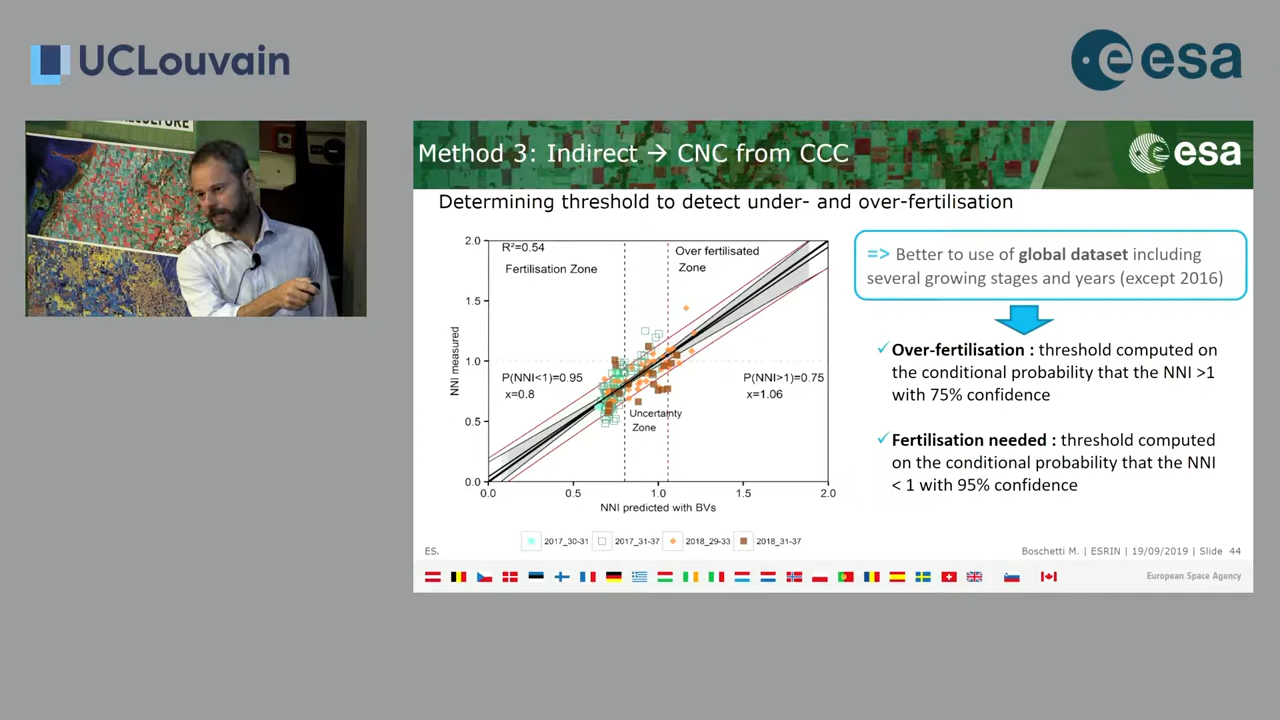 UCLouvain
esa
CULTURE
Method 3: Indirect → CNC from CCC
esa
Determining threshold to detect under- and over-fertilisation
2.0
1.5
1.0
0.5
0.0
NNI measured
R²=0.54
Fertilisation Zone
Over fertilisated
Zone
P(NNI<1)=0.95
x=0.8
P(NNI>1)=0.75
x=1.06
Uncertainty
Zone
0.0 0.5 1.0 1.5 2.0
NNI predicted with BVs
2017_30-31 2017_31-37 2018_29-33 2018_31-37
=> Better to use of global dataset including
several growing stages and years (except 2016)
✓Over-fertilisation : threshold computed on
the conditional probability that the NNI >1
with 75% confidence
✓Fertilisation needed : threshold computed
on the conditional probability that the NNI
< 1 with 95% confidence
ES.
Boschetti M. | ESRIN | 19/09/2019 | Slide 44
European Space Agency